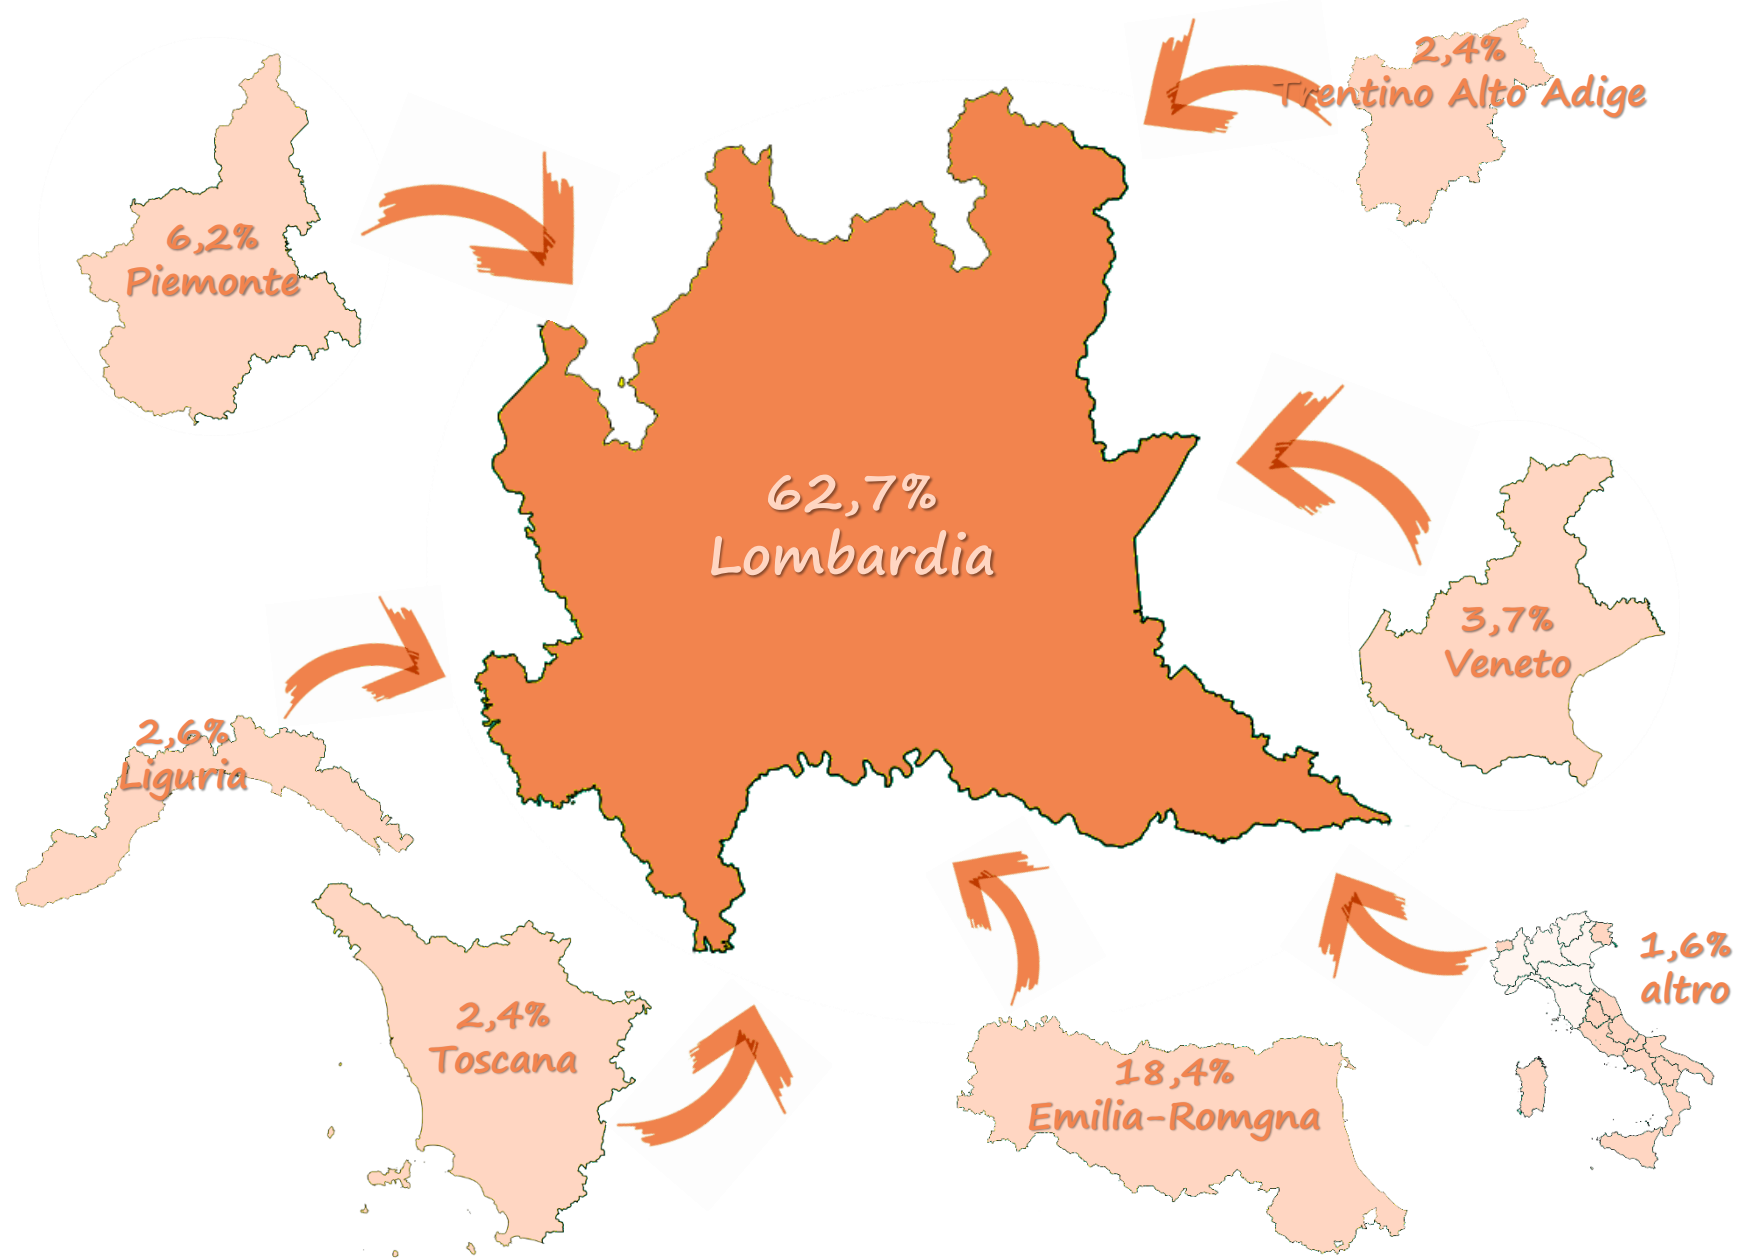 2,4%
Trentino Alto Adige
6,2%
Piemonte
62,7%
Lombardia
3,7%
Veneto
2,6%
Liguria
1,6%
altro
2,4%
Toscana
18,4%
Emilia-Romgna